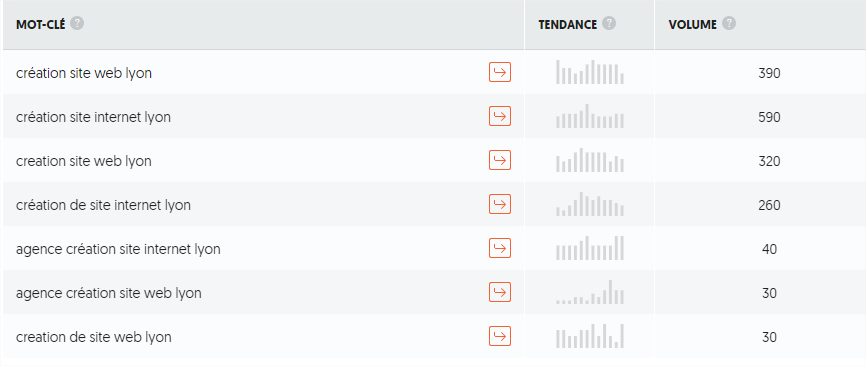 MOT-CLÉ ? TENDANCE ? VOLUME ?
création site web lyon 390
création site internet lyon 590
creation site web lyon 320
création de site internet lyon 260
agence création site internet lyon 40
agence création site web lyon 30
creation de site web lyon 30